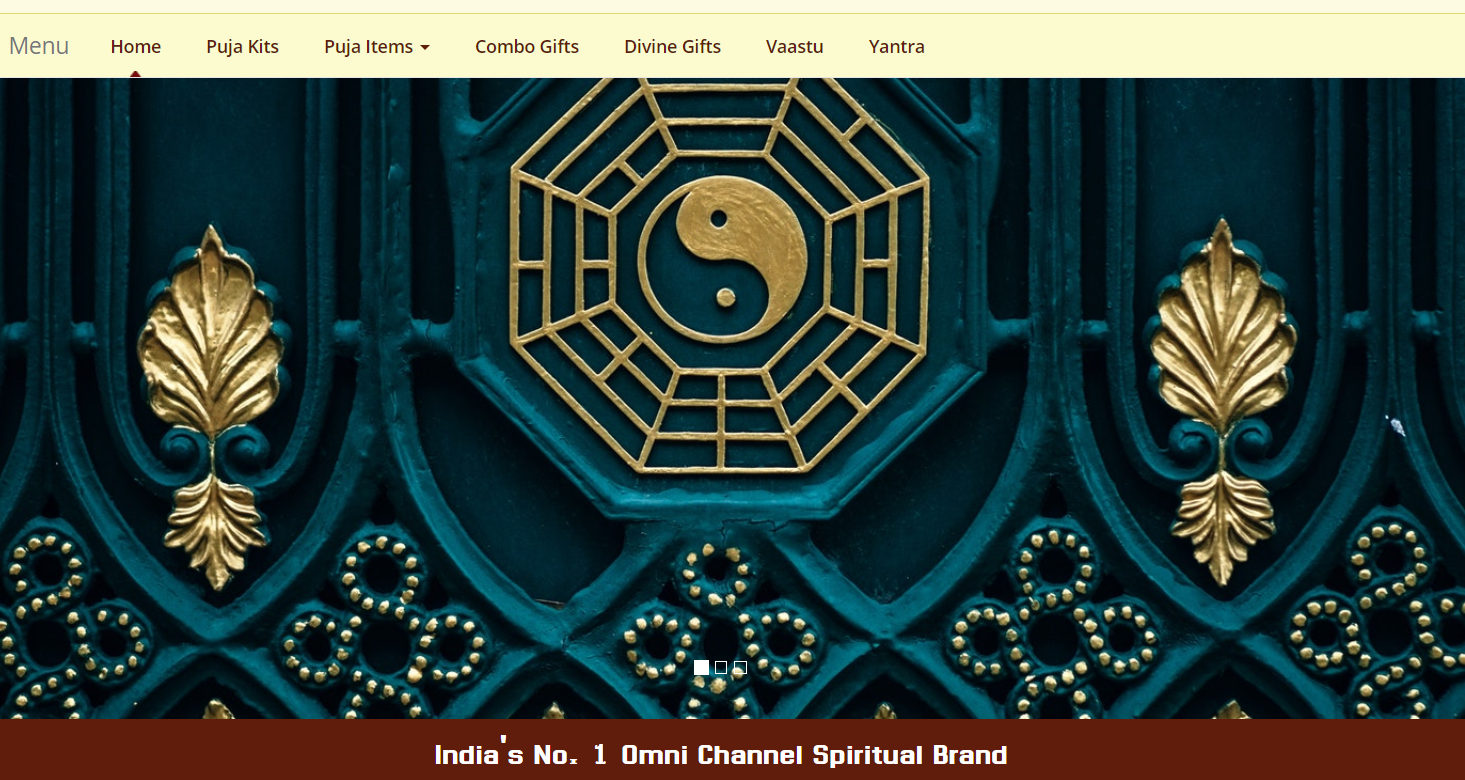 Menu Home Puja Kits Puja Items Combo Gifts Divine Gifts Vaastu Yantra
India's No. 1 Omni Channel Spiritual Brand